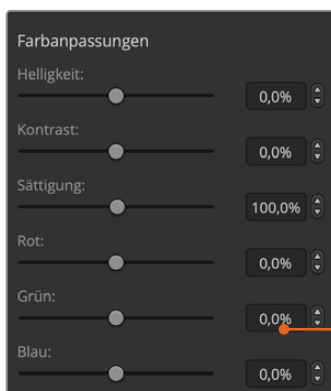 Farbanpassungen
Helligkeit:
0,0%
Kontrast:
0,0%
Sättigung:
100,0%
Rot:
0,0%
Grün:
0,0%
Blau:
0,0%